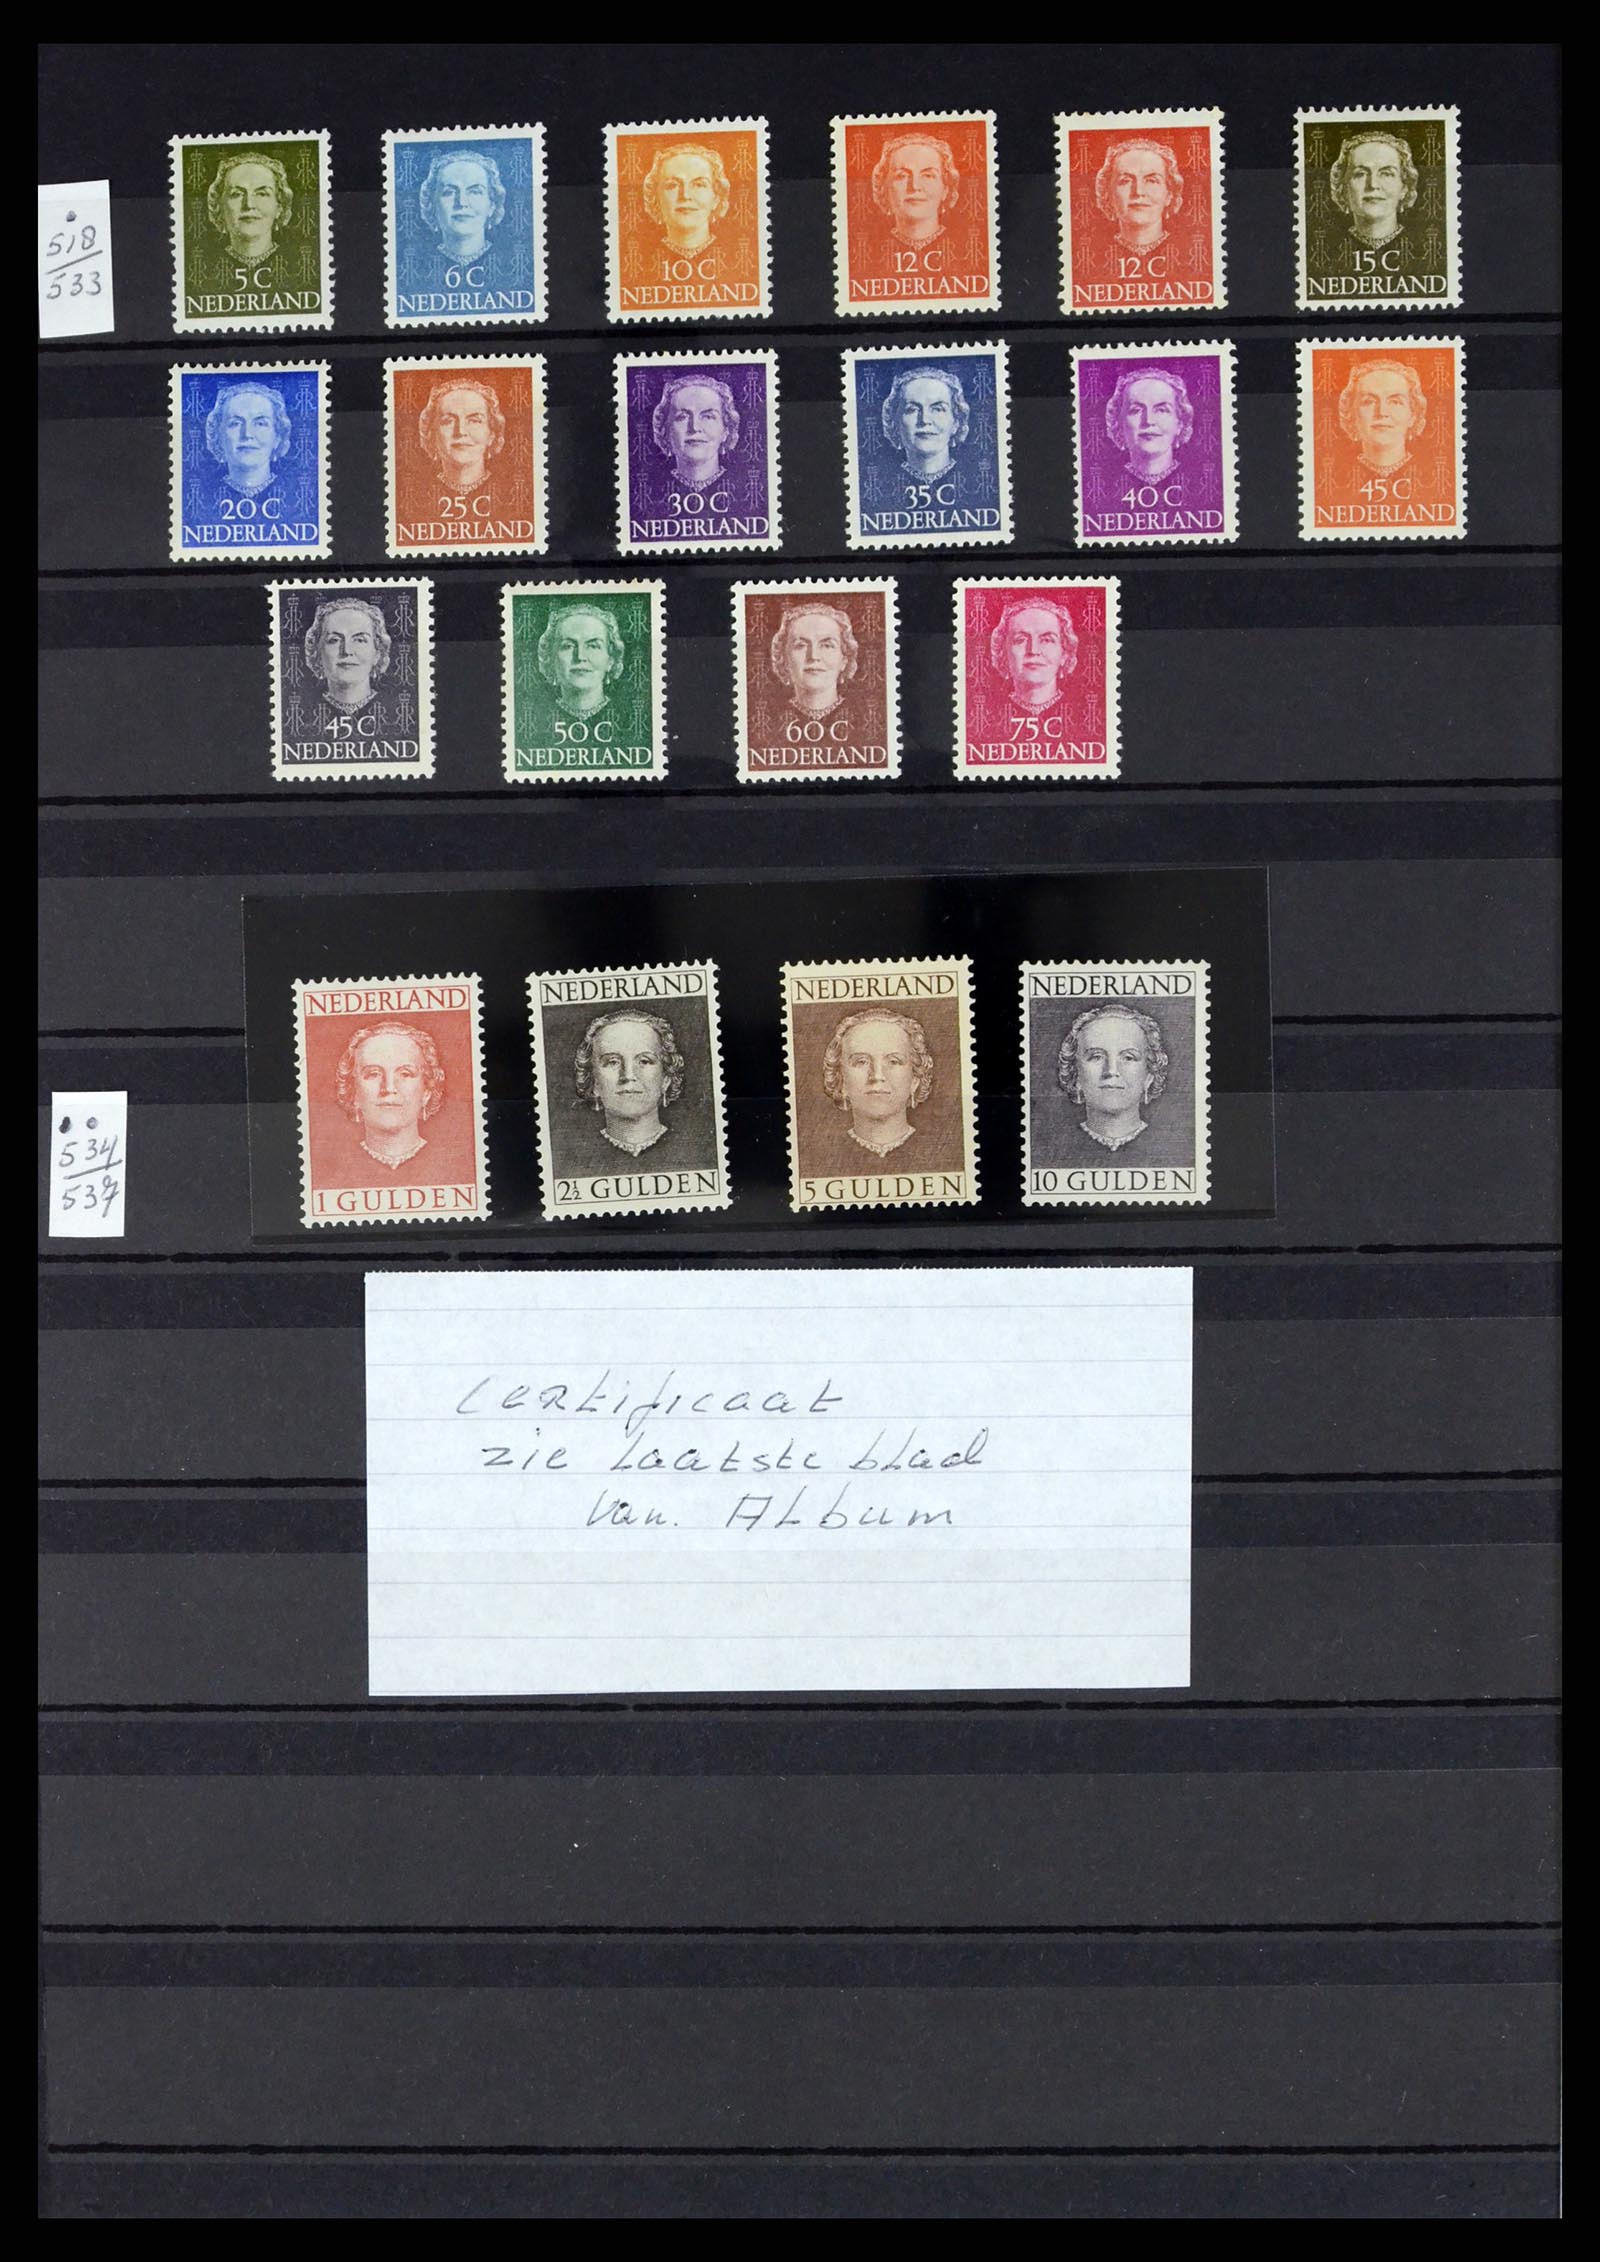 518
533
5 C
NEDERLAND
6 C
NEDERLAND
10 C
NEDERLAND
12 C
NEDERLAND
12 C
NEDERLAND
15 C
NEDERLAND
20 C
NEDERLAND
25 C
NEDERLAND
30 C
NEDERLAND
35 C
NEDERLAND
40 C
NEDERLAND
45 C
NEDERLAND
45 C
NEDERLAND
50 C
NEDERLAND
60 C
NEDERLAND
75 C
NEDERLAND
534
537
NEDERLAND
1 GULDEN
NEDERLAND
2½ GULDEN
NEDERLAND
5 GULDEN
NEDERLAND
10 GULDEN
Certificaat
zie Laatste blad
van. Album